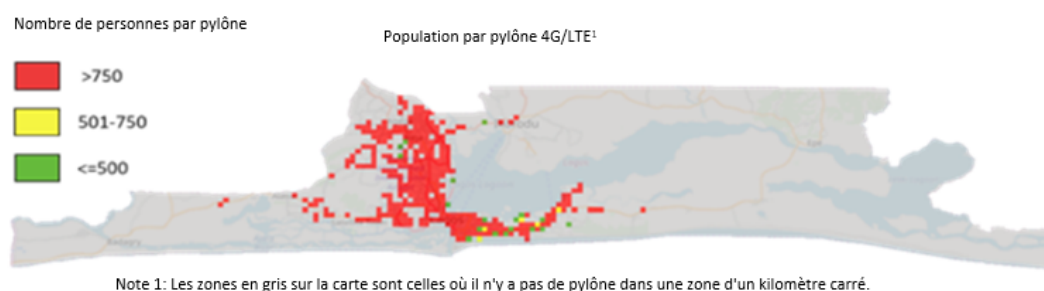 Nombre de personnes par pylône
Population par pylône 4G/LTE¹
>750
501-750
<=500
Note 1: Les zones en gris sur la carte sont celles où il n'y a pas de pylône dans une zone d'un kilomètre carré.